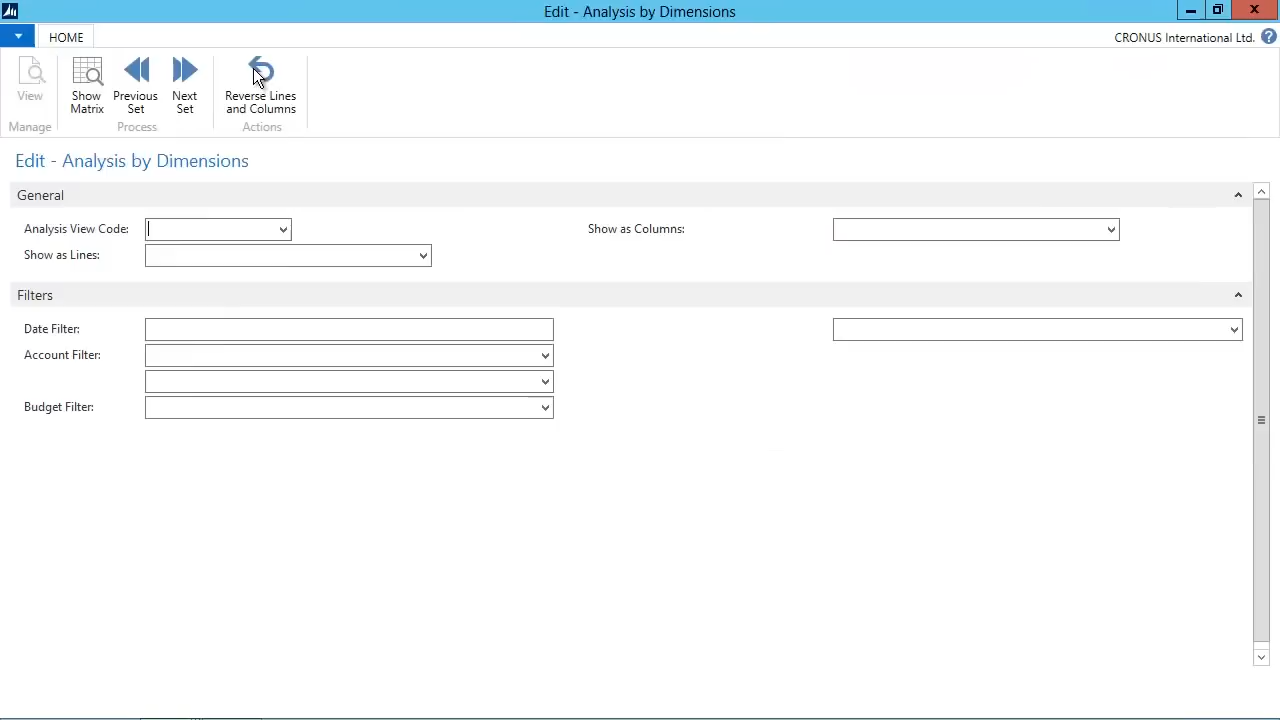 Edit - Analysis by Dimensions
HOME
CRONUS International Ltd.
View
Show Matrix
Previous Set
Next Set
Reverse Lines and Columns
Manage
Process
Actions
Edit - Analysis by Dimensions
General
Analysis View Code:
Show as Columns:
Show as Lines:
Filters
Date Filter:
Account Filter:
Budget Filter: